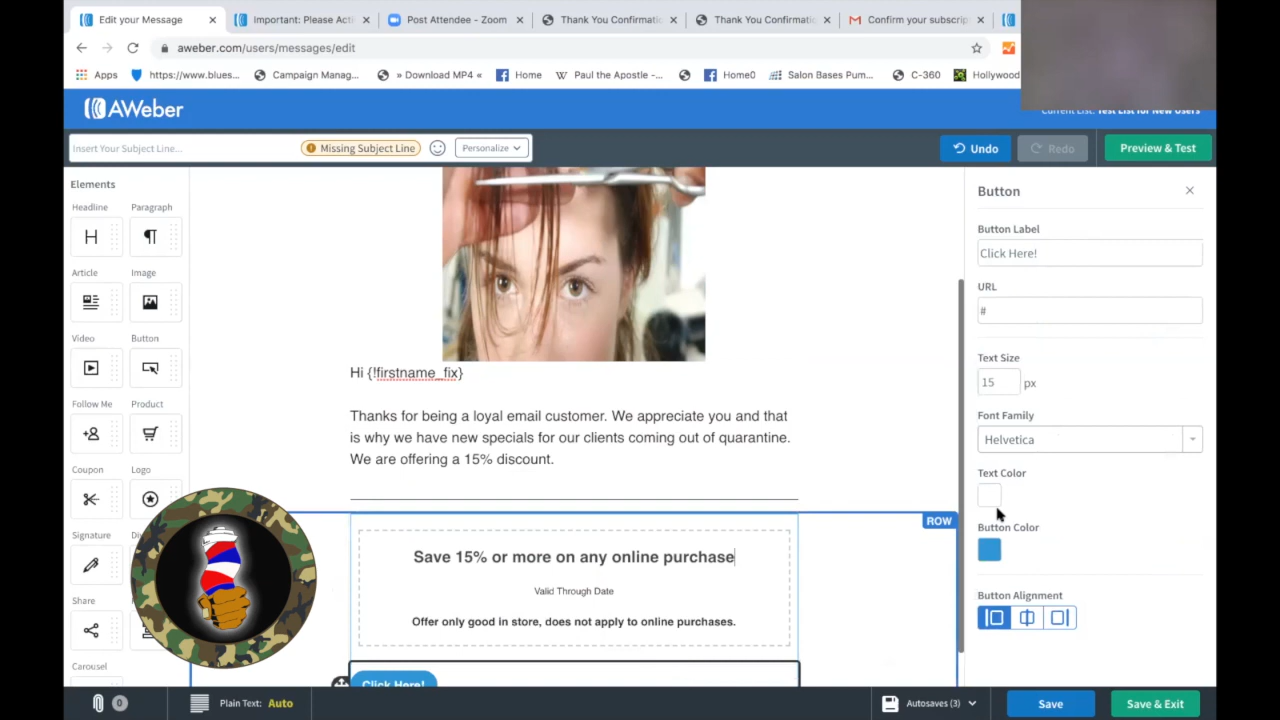 Edit your Message
Important: Please Acti
Post Attendee - Zoom
Thank You Confirmati
Thank You Confirmati
Confirm your subscrip
aweber.com/users/messages/edit
Apps
https://www.blues...
Campaign Manag...
» Download MP4 «
Home
Paul the Apostle -...
Home0
Salon Bases Pum...
C-360
Hollywood
AWeber
Current List: Test List for New Users
Insert Your Subject Line...
Missing Subject Line
Personalize
Undo
Redo
Preview & Test
Elements
Headline
Paragraph
Article
Image
Video
Button
Follow Me
Product
Coupon
Logo
Signature
Di
Share
Carousel
Hi {!firstname_fix}
Thanks for being a loyal email customer. We appreciate you and that
is why we have new specials for our clients coming out of quarantine.
We are offering a 15% discount.
ROW
Save 15% or more on any online purchase
Valid Through Date
Offer only good in store, does not apply to online purchases.
Click Here!
Button
Button Label
Click Here!
URL
#
Text Size
15 px
Font Family
Helvetica
Text Color
Button Color
Button Alignment
0
Plain Text: Auto
Autosaves (3)
Save
Save & Exit